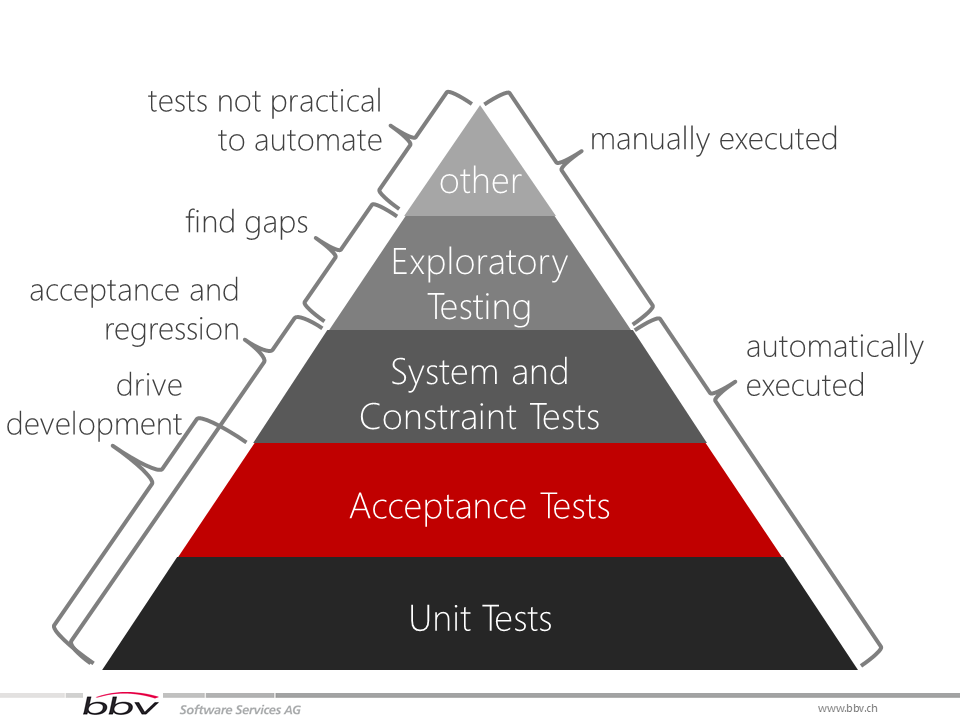 tests not practical
to automate
manually executed
other
find gaps
Exploratory
Testing
acceptance and
regression
automatically
executed
System and
Constraint Tests
drive
development
Acceptance Tests
Unit Tests
bbv
Software Services AG
www.bbv.ch